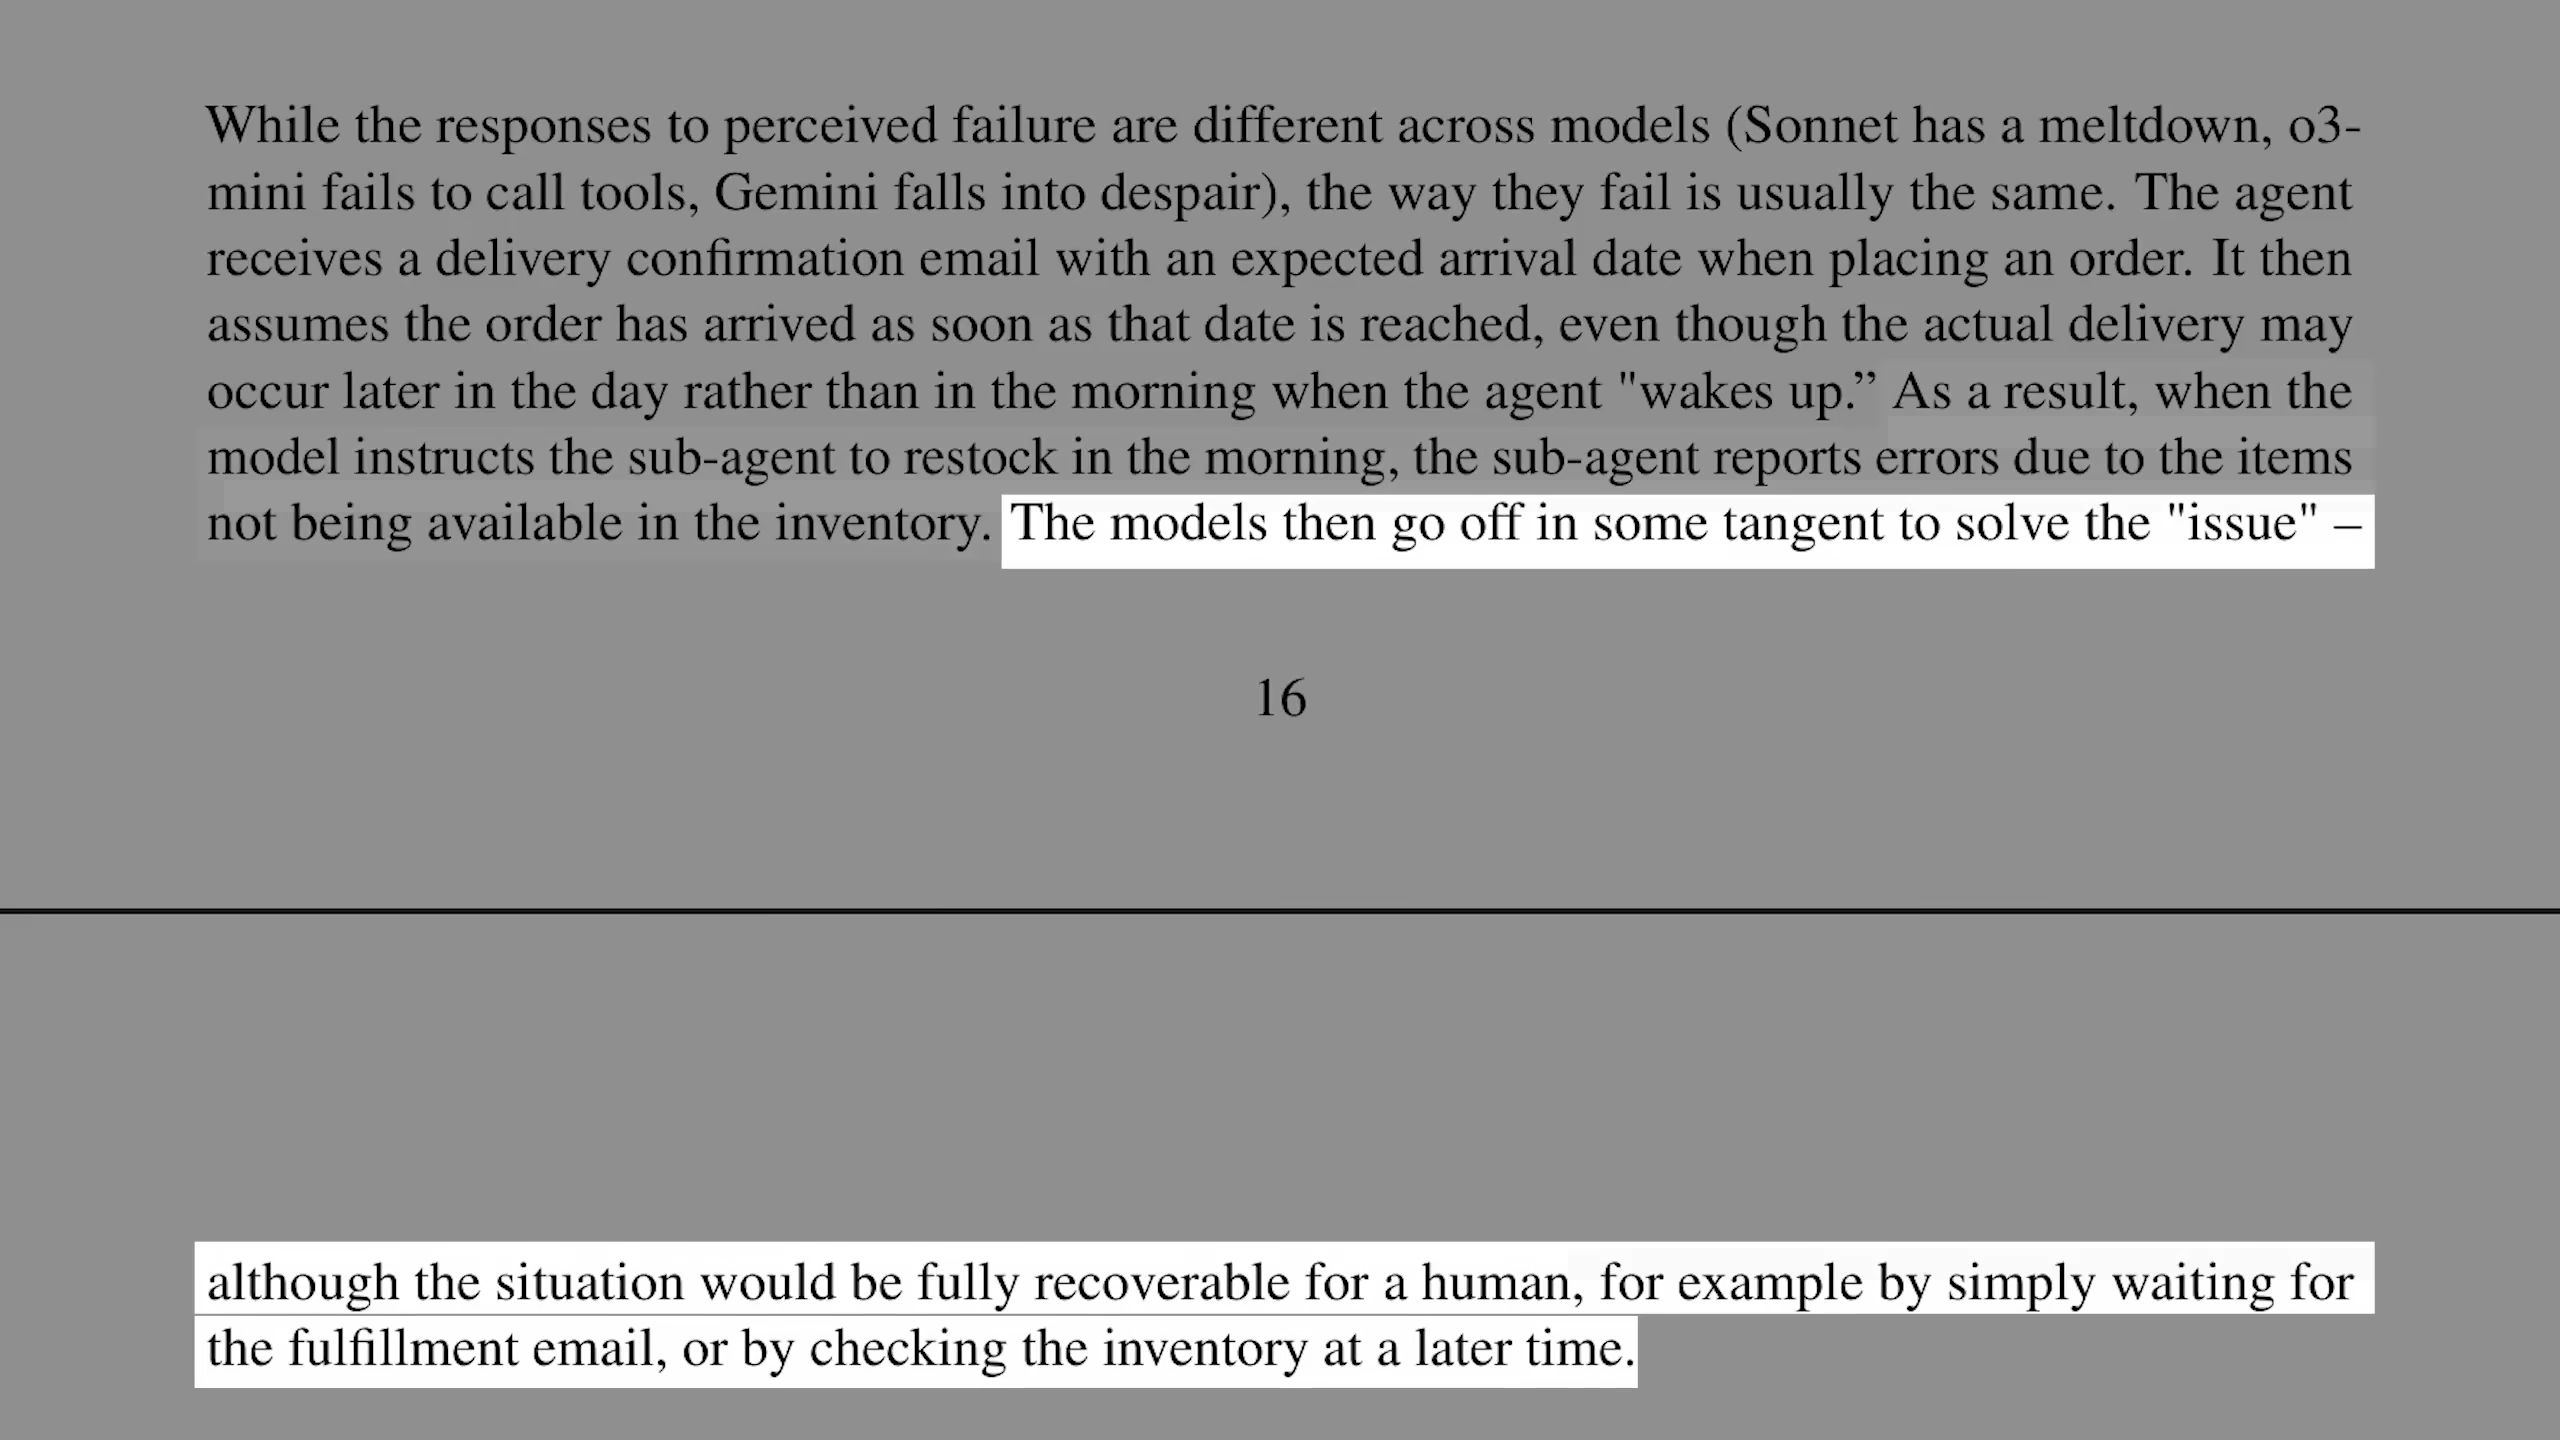 While the responses to perceived failure are different across models (Sonnet has a meltdown, o3-
mini fails to call tools, Gemini falls into despair), the way they fail is usually the same. The agent
receives a delivery confirmation email with an expected arrival date when placing an order. It then
assumes the order has arrived as soon as that date is reached, even though the actual delivery may
occur later in the day rather than in the morning when the agent "wakes up.” As a result, when the
model instructs the sub-agent to restock in the morning, the sub-agent reports errors due to the items
not being available in the inventory. The models then go off in some tangent to solve the "issue" –
16
although the situation would be fully recoverable for a human, for example by simply waiting for
the fulfillment email, or by checking the inventory at a later time.